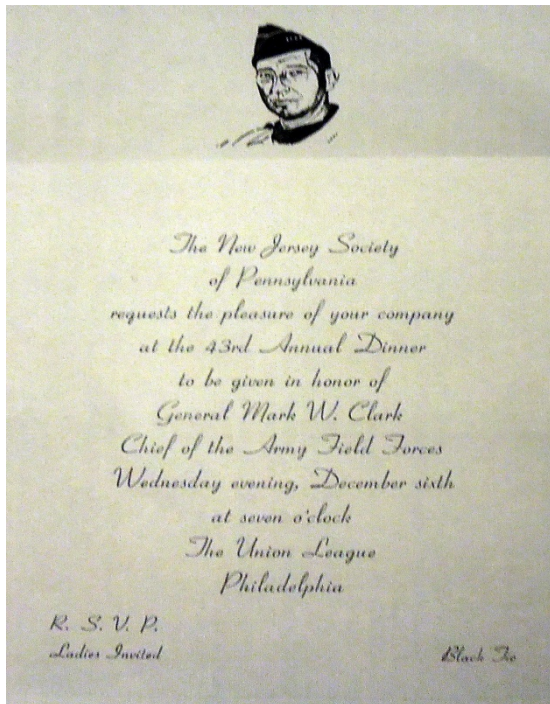 The New Jersey Society
of Pennsylvania
requests the pleasure of your company
at the 43rd Annual Dinner
to be given in honor of
General Mark W. Clark
Chief of the Army Field Forces
Wednesday evening, December sixth
at seven o'clock
The Union League
Philadelphia
R. S. V. P.
Ladies Invited
Black Tie